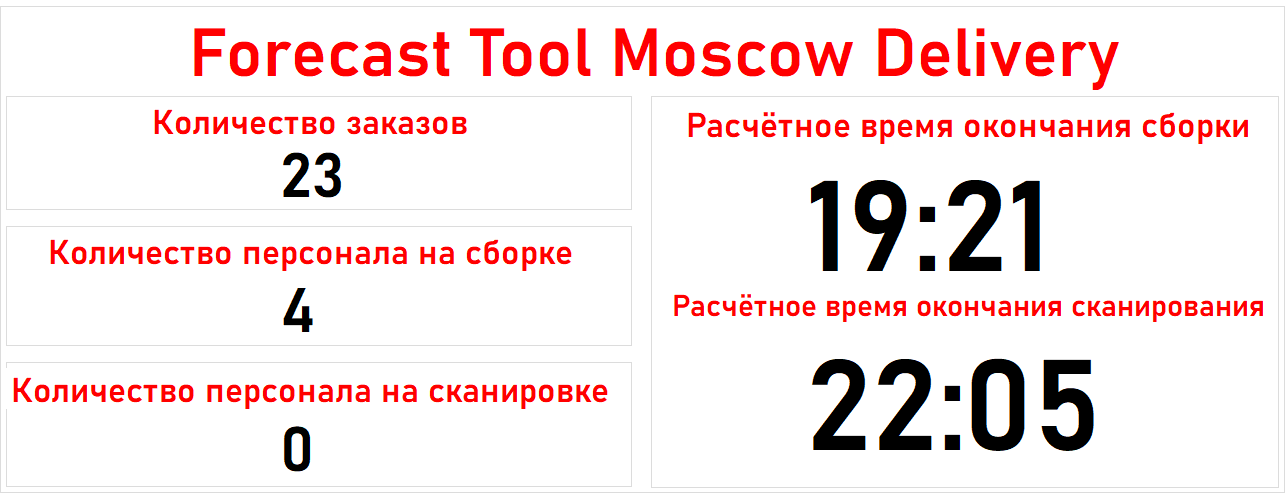 Forecast Tool Moscow Delivery
Количество заказов
23
Количество персонала на сборке
4
Количество персонала на сканировке
0
Расчётное время окончания сборки
19:21
Расчётное время окончания сканирования
22:05